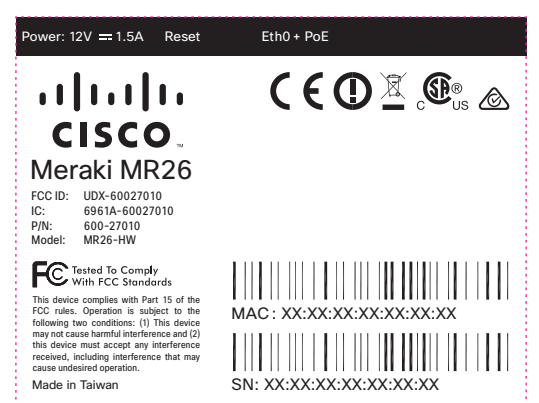 Power: 12V ⎓ 1.5A Reset Eth0 + PoE
CISCO™
C US
Meraki MR26
FCC ID: UDX-60027010
IC: 6961A-60027010
P/N: 600-27010
Model: MR26-HW
FC Tested To Comply
With FCC Standards
This device complies with Part 15 of the
FCC rules. Operation is subject to the
following two conditions: (1) This device
may not cause harmful interference and (2)
this device must accept any interference
received, including interference that may
cause undesired operation.
Made in Taiwan
MAC: XX:XX:XX:XX:XX:XX:XX
SN: XX:XX:XX:XX:XX:XX:XX